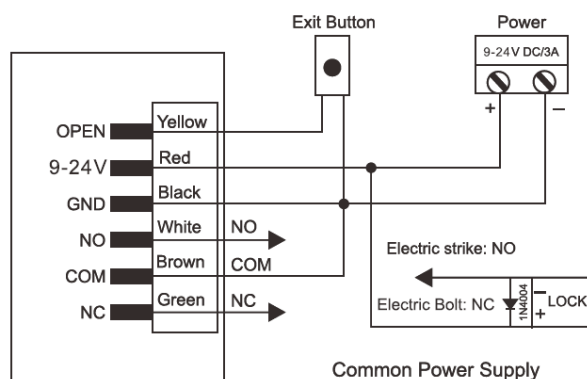 Exit Button
Power
9-24V DC/3A
+ −
OPEN Yellow
9-24V Red
GND Black
NO White NO
COM Brown COM
NC Green NC
Electric strike: NO
Electric Bolt: NC
1N4004
−
+
LOCK
Common Power Supply